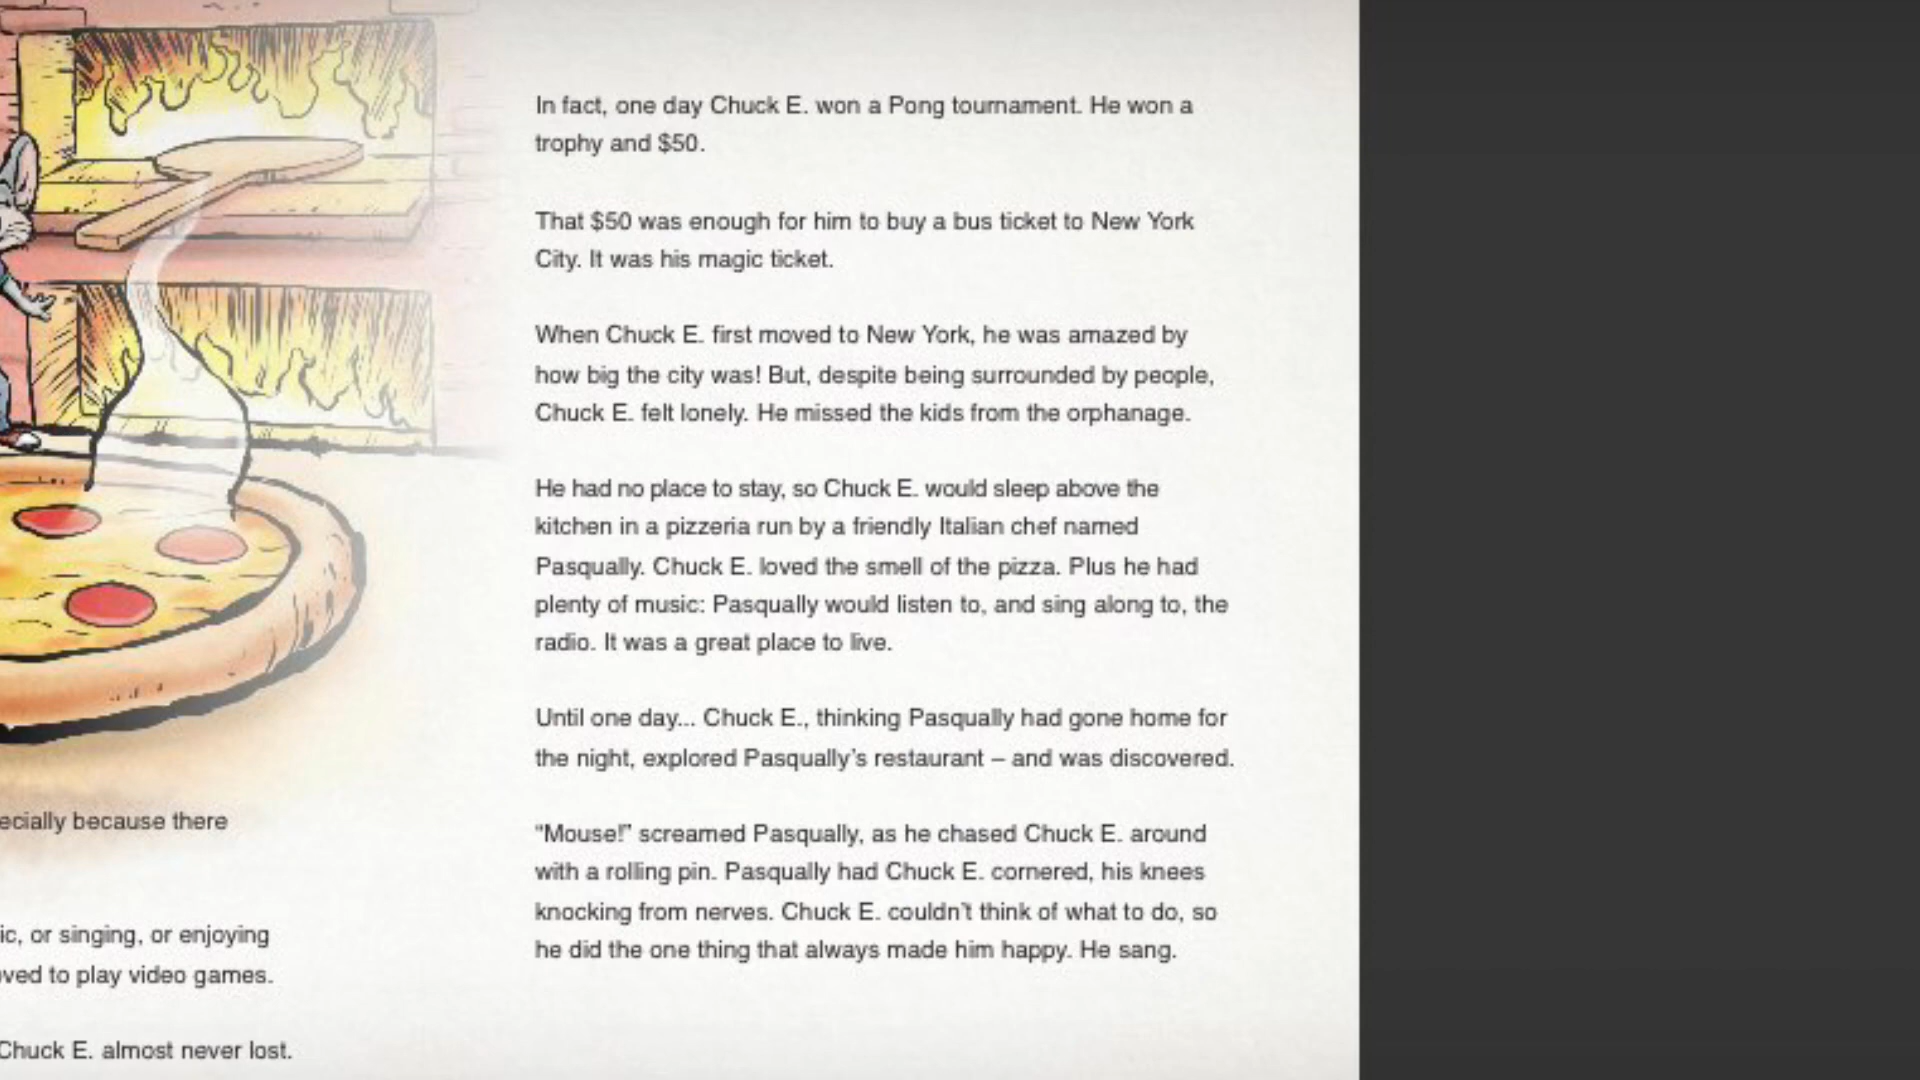 ecially because there
ic, or singing, or enjoying
ved to play video games.
Chuck E. almost never lost.
In fact, one day Chuck E. won a Pong tournament. He won a
trophy and $50.
That $50 was enough for him to buy a bus ticket to New York
City. It was his magic ticket.
When Chuck E. first moved to New York, he was amazed by
how big the city was! But, despite being surrounded by people,
Chuck E. felt lonely. He missed the kids from the orphanage.
He had no place to stay, so Chuck E. would sleep above the
kitchen in a pizzeria run by a friendly Italian chef named
Pasqually. Chuck E. loved the smell of the pizza. Plus he had
plenty of music: Pasqually would listen to, and sing along to, the
radio. It was a great place to live.
Until one day... Chuck E., thinking Pasqually had gone home for
the night, explored Pasqually’s restaurant – and was discovered.
“Mouse!” screamed Pasqually, as he chased Chuck E. around
with a rolling pin. Pasqually had Chuck E. cornered, his knees
knocking from nerves. Chuck E. couldn’t think of what to do, so
he did the one thing that always made him happy. He sang.